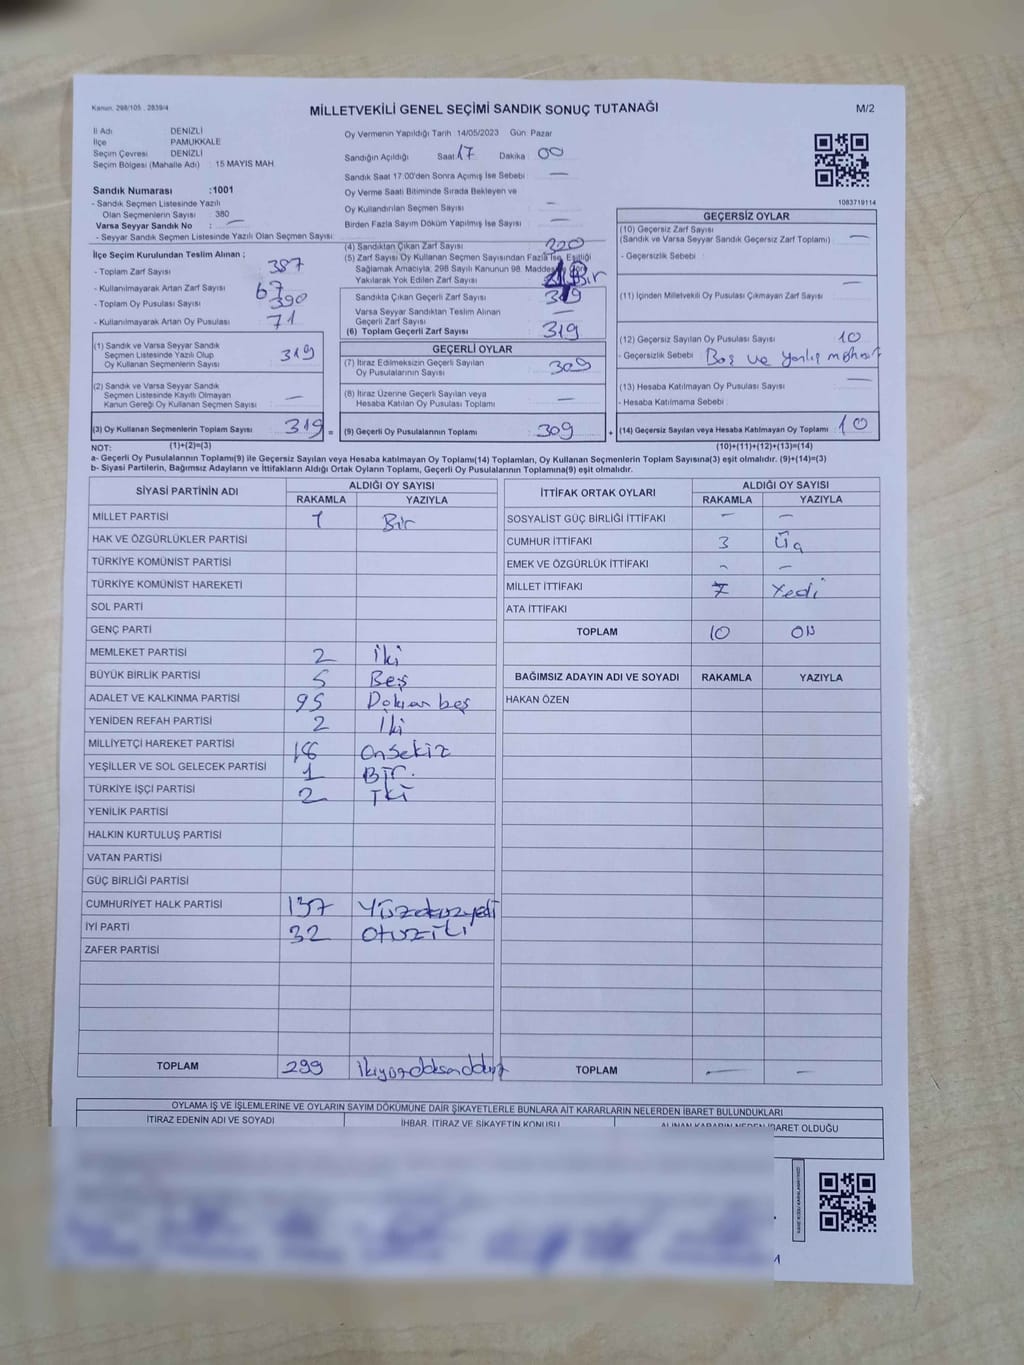 Kanun. 298/105 . 2839/4
MİLLETVEKİLİ GENEL SEÇİMİ SANDIK SONUÇ TUTANAĞI
M/2
İl Adı DENİZLİ
İlçe PAMUKKALE
Seçim Çevresi DENİZLİ
Seçim Bölgesi (Mahalle Adı) : 15 MAYIS MAH.
Sandık Numarası :1001
- Sandık Seçmen Listesinde Yazılı
Olan Seçmenlerin Sayısı : 380
Varsa Seyyar Sandık No : —
- Seyyar Sandık Seçmen Listesinde Yazılı Olan Seçmen Sayısı:
Oy Vermenin Yapıldığı Tarih :14/05/2023 Gün: Pazar
Sandığın Açıldığı Saat 17 Dakika : 00
Sandık Saat 17:00'den Sonra Açımış İse Sebebi : —
Oy Verme Saati Bitiminde Sırada Bekleyen ve
Oy Kullandırılan Seçmen Sayısı : —
Birden Fazla Sayım Döküm Yapılmış İse Sayısı : —
1083719114
İlçe Seçim Kurulundan Teslim Alınan ;
- Toplam Zarf Sayısı : 387
- Kullanılmayarak Artan Zarf Sayısı : 67
- Toplam Oy Pusulası Sayısı : 390
- Kullanılmayarak Artan Oy Pusulası : 71
(1) Sandık ve Varsa Seyyar Sandık
Seçmen Listesinde Yazılı Olup
Oy Kullanan Seçmenlerin Sayısı : 319
(2) Sandık ve Varsa Seyyar Sandık
Seçmen Listesinde Kayıtlı Olmayan
Kanun Gereği Oy Kullanan Seçmen Sayısı : —
(3) Oy Kullanan Seçmenlerin Toplam Sayısı : 319 =
(4) Sandıktan Çıkan Zarf Sayısı : 320
(5) Zarf Sayısı Oy Kullanan Seçmen Sayısından Fazla İse, Eşitliği
Sağlamak Amacıyla, 298 Sayılı Kanunun 98. Maddesine Göre
Yakılarak Yok Edilen Zarf Sayısı : 1 Bir
Sandıkta Çıkan Geçerli Zarf Sayısı : 319
Varsa Seyyar Sandıktan Teslim Alınan
Geçerli Zarf Sayısı : —
(6) Toplam Geçerli Zarf Sayısı : 319
GEÇERLİ OYLAR
(7) İtiraz Edilmeksizin Geçerli Sayılan
Oy Pusulalarının Sayısı : 309
(8) İtiraz Üzerine Geçerli Sayılan veya
Hesaba Katılan Oy Pusulası Toplamı : —
(9) Geçerli Oy Pusulalarının Toplamı : 309 +
GEÇERSİZ OYLAR
(10) Geçersiz Zarf Sayısı
(Sandık ve Varsa Seyyar Sandık Geçersiz Zarf Toplamı) : —
- Geçersizlik Sebebi :
(11) İçinden Milletvekili Oy Pusulası Çıkmayan Zarf Sayısı : —
(12) Geçersiz Sayılan Oy Pusulası Sayısı : 10
- Geçersizlik Sebebi : Boş ve yanlış
(13) Hesaba Katılmayan Oy Pusulası Sayısı : —
- Hesaba Katılmama Sebebi :
(14) Geçersiz Sayılan veya Hesaba Katılmayan Oy Toplamı : 10
NOT: (1)+(2)=(3) (10)+(11)+(12)+(13)=(14)
a- Geçerli Oy Pusulalarının Toplamı(9) ile Geçersiz Sayılan veya Hesaba katılmayan Oy Toplamı(14) Toplamları, Oy Kullanan Seçmenlerin Toplam Sayısına(3) eşit olmalıdır. (9)+(14)=(3)
b- Siyasi Partilerin, Bağımsız Adayların ve İttifakların Aldığı Ortak Oyların Toplamı, Geçerli Oy Pusulalarının Toplamına(9) eşit olmalıdır.
SİYASİ PARTİNİN ADI ALDIĞI OY SAYISI
RAKAMLA YAZIYLA
MİLLET PARTİSİ 1 Bir
HAK VE ÖZGÜRLÜKLER PARTİSİ
TÜRKİYE KOMÜNİST PARTİSİ
TÜRKİYE KOMÜNİST HAREKETİ
SOL PARTİ
GENÇ PARTİ
MEMLEKET PARTİSİ 2 İki
BÜYÜK BİRLİK PARTİSİ 5 Beş
ADALET VE KALKINMA PARTİSİ 95 Doksan beş
YENİDEN REFAH PARTİSİ 2 İki
MİLLİYETÇİ HAREKET PARTİSİ 18 Onsekiz
YEŞİLLER VE SOL GELECEK PARTİSİ 1 Bir.
TÜRKİYE İŞÇİ PARTİSİ 2 İki
YENİLİK PARTİSİ
HALKIN KURTULUŞ PARTİSİ
VATAN PARTİSİ
GÜÇ BİRLİĞİ PARTİSİ
CUMHURİYET HALK PARTİSİ 137 Yüzotuzyedi
İYİ PARTİ 32 Otuziki
ZAFER PARTİSİ
TOPLAM 299 ikiyüzdoksandokuz
İTTİFAK ORTAK OYLARI ALDIĞI OY SAYISI
RAKAMLA YAZIYLA
SOSYALİST GÜÇ BİRLİĞİ İTTİFAKI — —
CUMHUR İTTİFAKI 3 Üç
EMEK VE ÖZGÜRLÜK İTTİFAKI — —
MİLLET İTTİFAKI 7 Yedi
ATA İTTİFAKI
TOPLAM 10 ON
BAĞIMSIZ ADAYIN ADI VE SOYADI RAKAMLA YAZIYLA
HAKAN ÖZEN
TOPLAM — —
OYLAMA İŞ VE İŞLEMLERİNE VE OYLARIN SAYIM DÖKÜMÜNE DAİR ŞİKAYETLERLE BUNLARA AİT KARARLARIN NELERDEN İBARET BULUNDUKLARI
İTİRAZ EDENİN ADI VE SOYADI
İHBAR, İTİRAZ VE ŞİKAYETİN KONUSU
ALINAN KARARIN NEDEN İBARET OLDUĞU